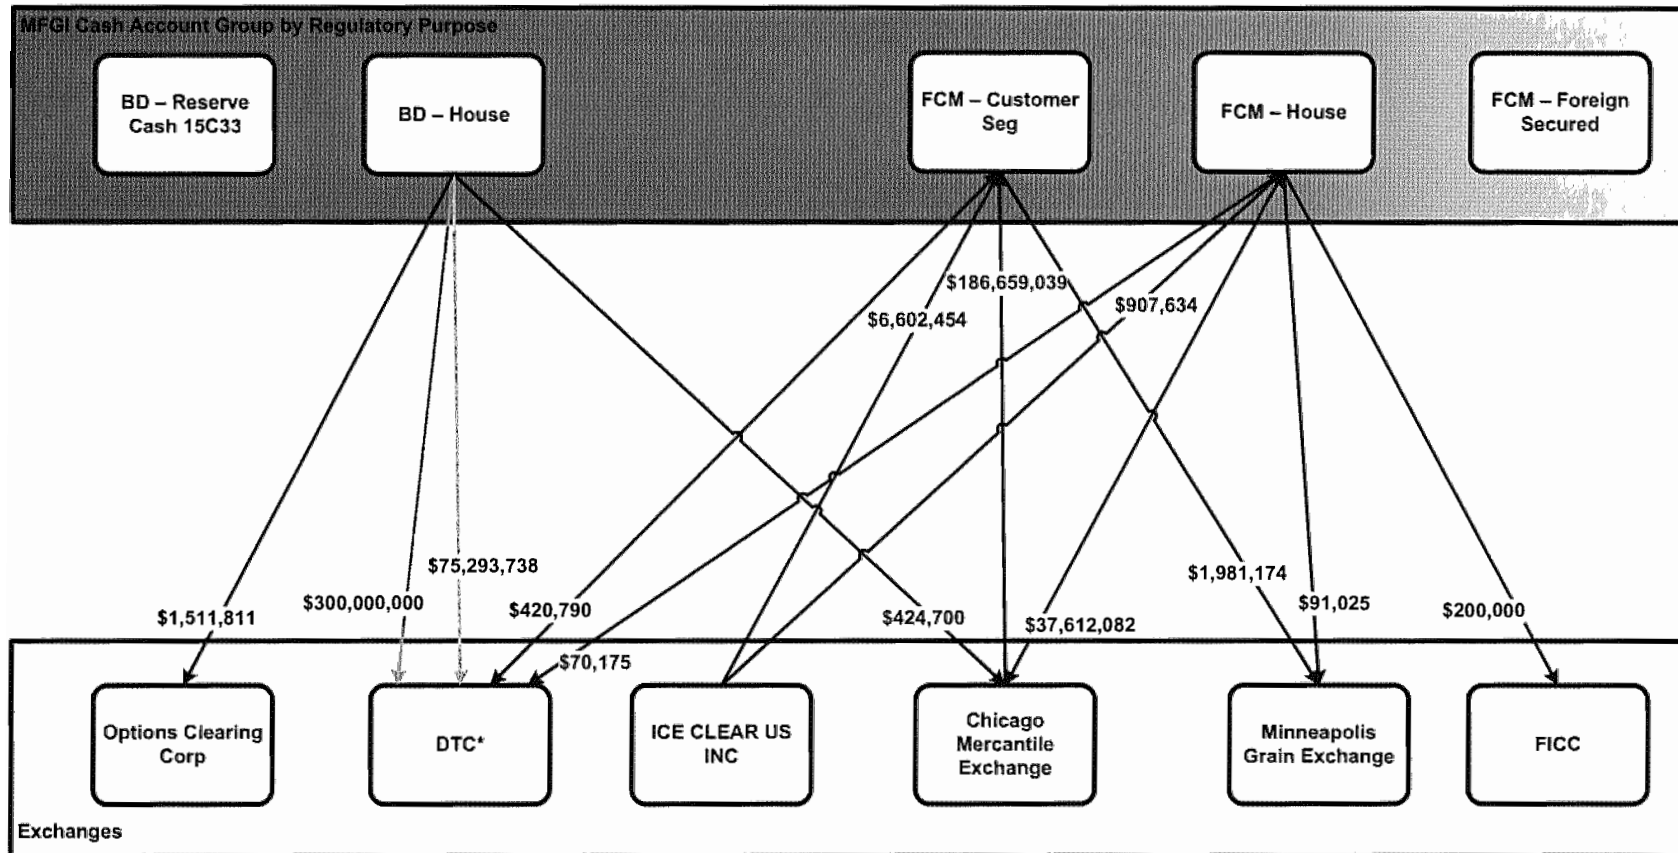 MFGI Cash Account Group by Regulatory Purpose
BD – Reserve
Cash 15C33
BD – House
FCM – Customer
Seg
FCM – House
FCM – Foreign
Secured
$186,659,039
$907,634
$6,602,454
$75,293,738
$1,981,174
$300,000,000
$91,025
$420,790
$200,000
$1,511,811
$424,700
$37,612,082
$70,175
Options Clearing
Corp
DTC*
ICE CLEAR US
INC
Chicago
Mercantile
Exchange
Minneapolis
Grain Exchange
FICC
Exchanges